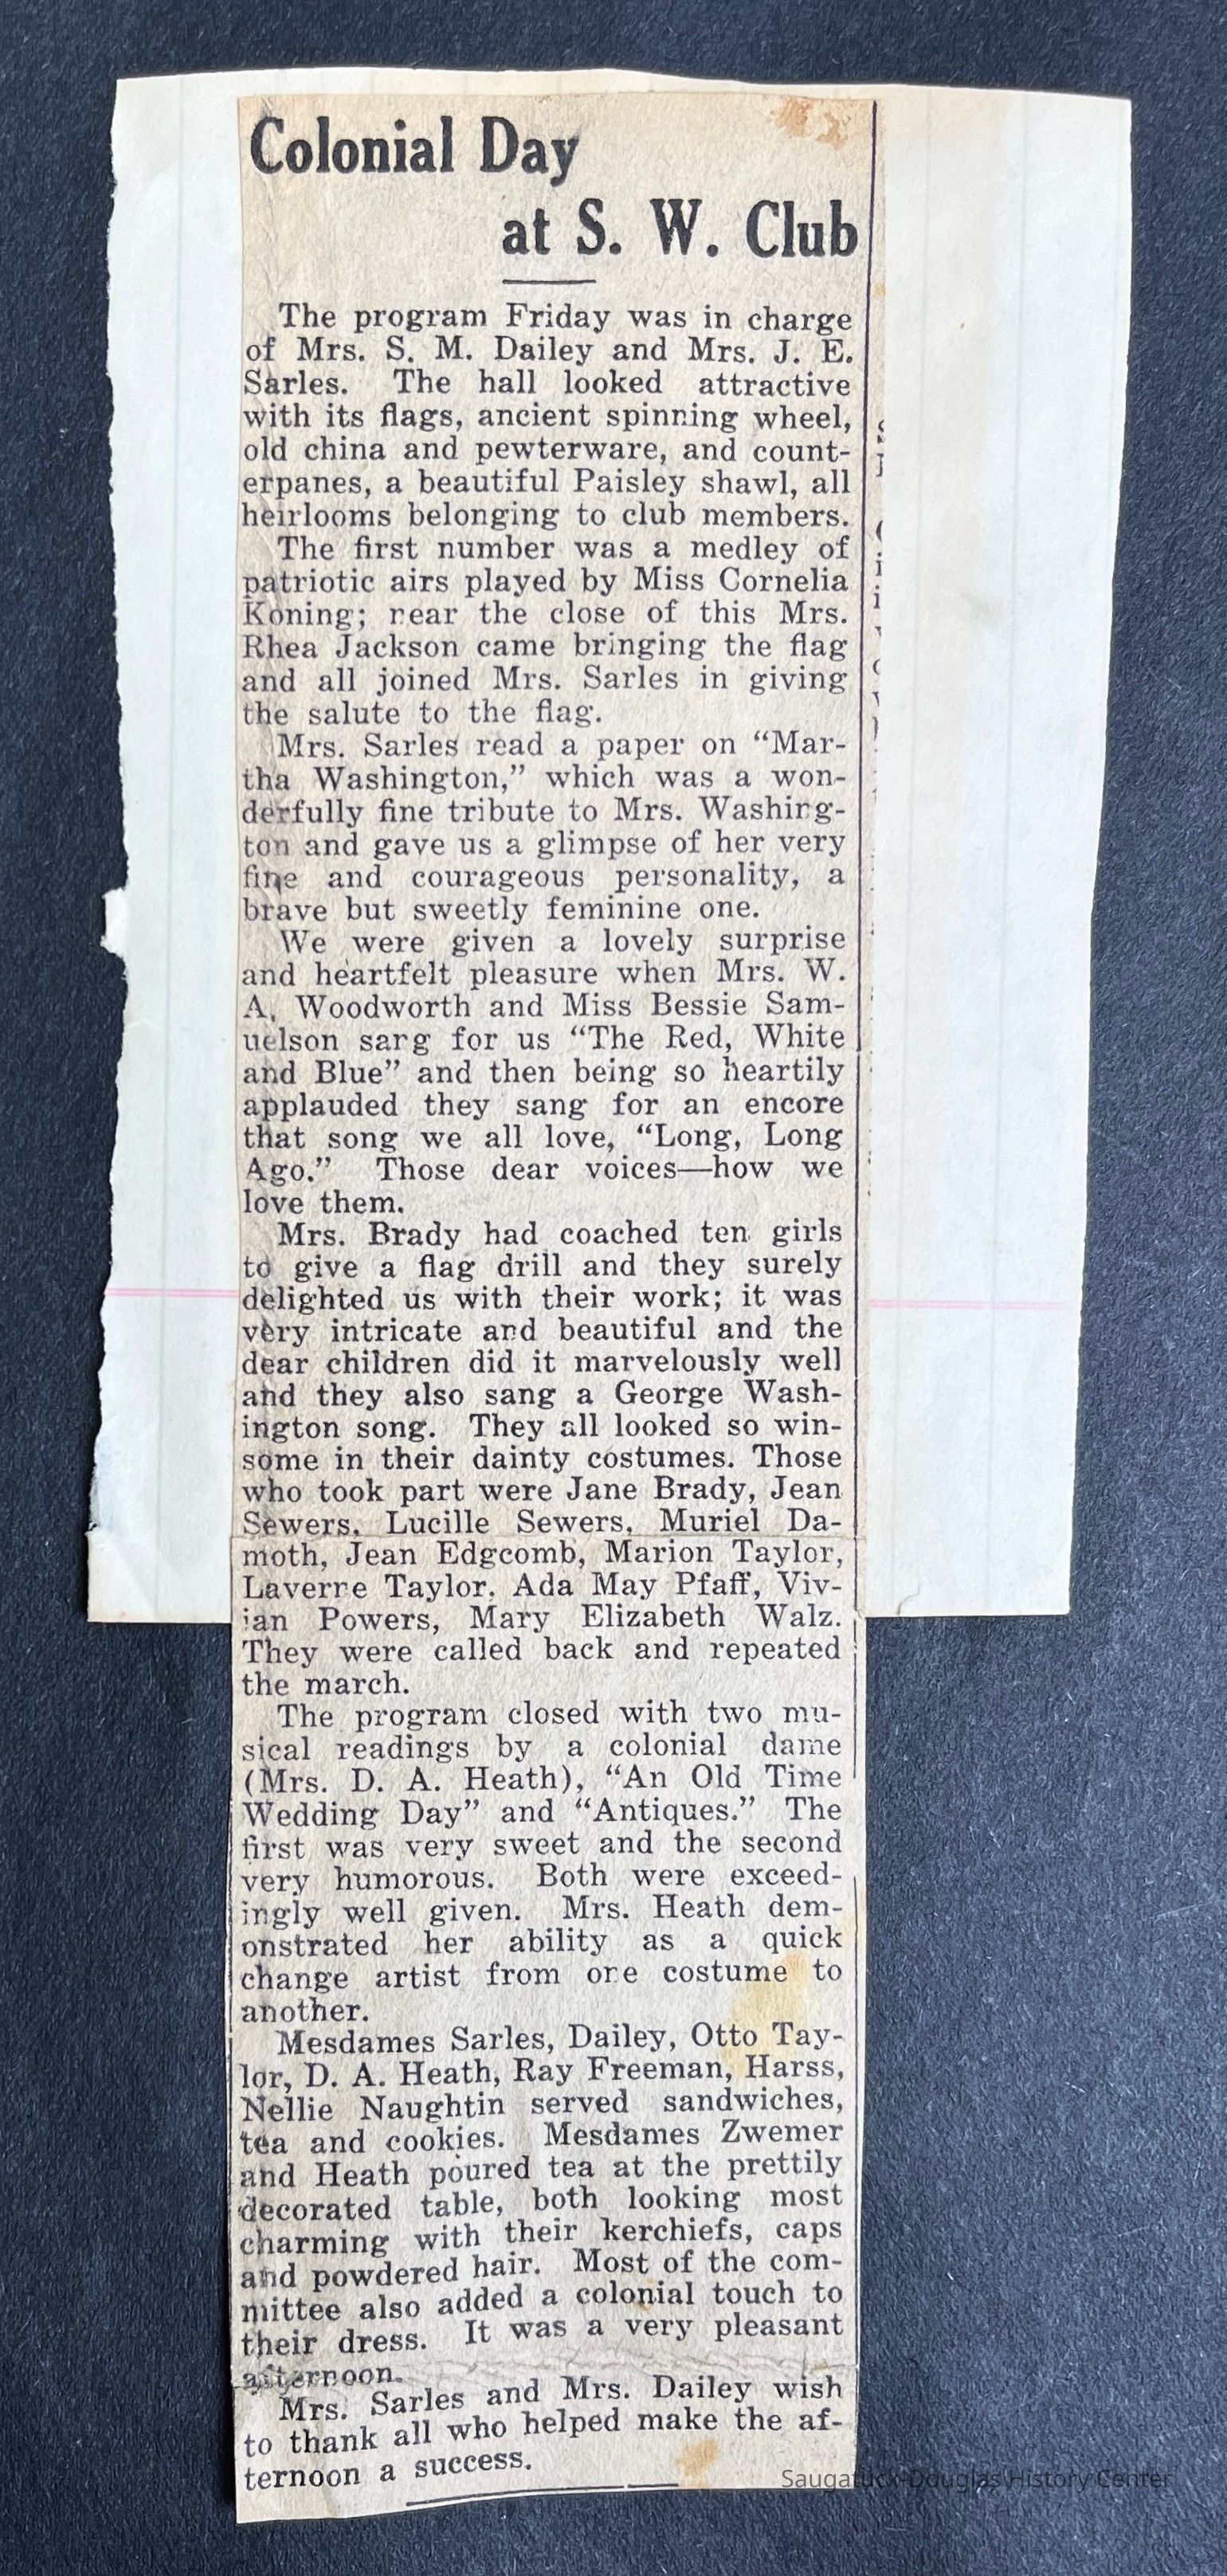 Colonial Day
at S. W. Club
The program Friday was in charge
of Mrs. S. M. Dailey and Mrs. J. E.
Sarles. The hall looked attractive
with its flags, ancient spinning wheel,
old china and pewterware, and count-
erpanes, a beautiful Paisley shawl, all
heirlooms belonging to club members.
The first number was a medley of
patriotic airs played by Miss Cornelia
Koning; near the close of this Mrs.
Rhea Jackson came bringing the flag
and all joined Mrs. Sarles in giving
the salute to the flag.
Mrs. Sarles read a paper on “Mar-
tha Washington,” which was a won-
derfully fine tribute to Mrs. Washing-
ton and gave us a glimpse of her very
fine and courageous personality, a
brave but sweetly feminine one.
We were given a lovely surprise
and heartfelt pleasure when Mrs. W.
A. Woodworth and Miss Bessie Sam-
uelson sang for us “The Red, White
and Blue” and then being so heartily
applauded they sang for an encore
that song we all love, “Long, Long
Ago.” Those dear voices—how we
love them.
Mrs. Brady had coached ten girls
to give a flag drill and they surely
delighted us with their work; it was
very intricate and beautiful and the
dear children did it marvelously well
and they also sang a George Wash-
ington song. They all looked so win-
some in their dainty costumes. Those
who took part were Jane Brady, Jean
Sewers, Lucille Sewers, Muriel Da-
moth, Jean Edgcomb, Marion Taylor,
Laverne Taylor. Ada May Pfaff, Viv-
ian Powers, Mary Elizabeth Walz.
They were called back and repeated
the march.
The program closed with two mu-
sical readings by a colonial dame
(Mrs. D. A. Heath), “An Old Time
Wedding Day” and “Antiques.” The
first was very sweet and the second
very humorous. Both were exceed-
ingly well given. Mrs. Heath dem-
onstrated her ability as a quick
change artist from one costume to
another.
Mesdames Sarles, Dailey, Otto Tay-
lor, D. A. Heath, Ray Freeman, Harss,
Nellie Naughtin served sandwiches,
tea and cookies. Mesdames Zwemer
and Heath poured tea at the prettily
decorated table, both looking most
charming with their kerchiefs, caps
and powdered hair. Most of the com-
mittee also added a colonial touch to
their dress. It was a very pleasant
afternoon.
Mrs. Sarles and Mrs. Dailey wish
to thank all who helped make the af-
ternoon a success.
Saugatuck-Douglas History Center